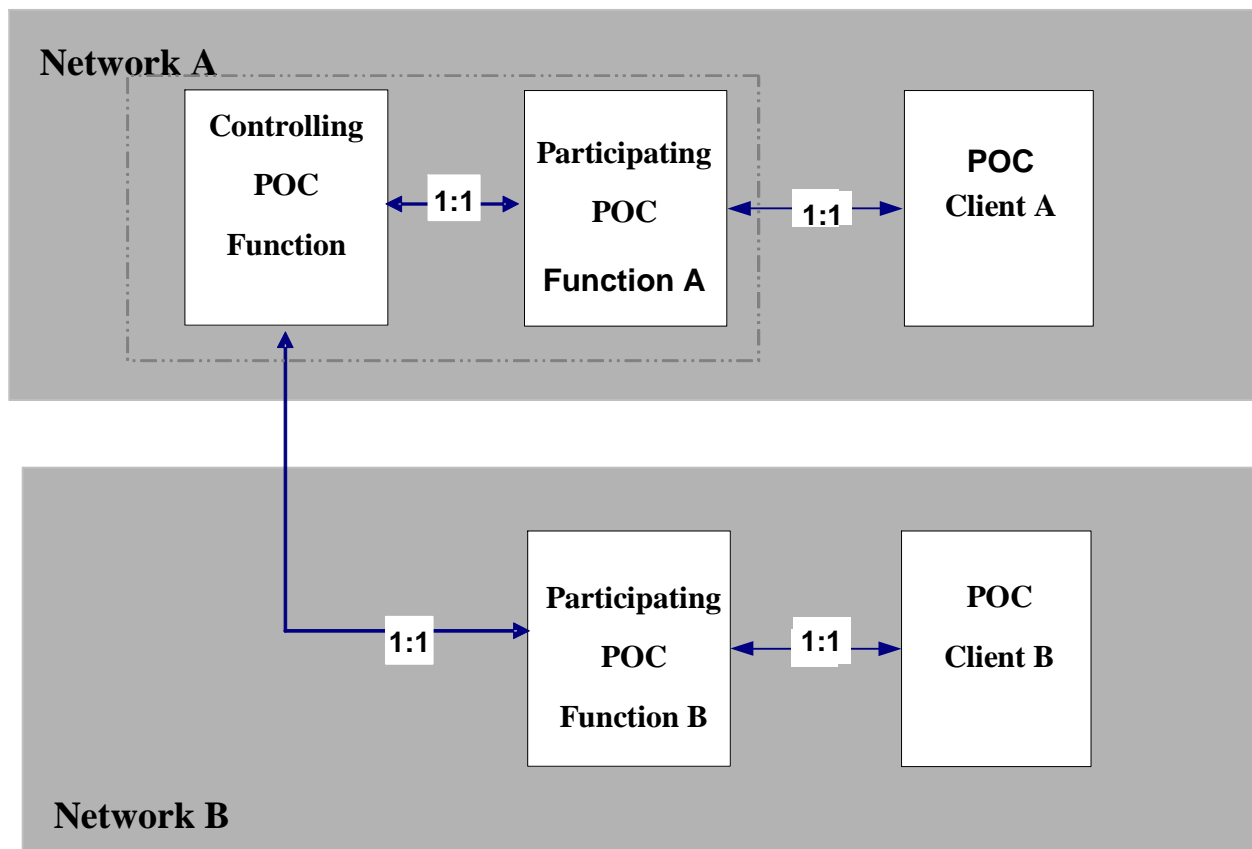 Network A
Controlling
POC
Function
1:1
Participating
POC
Function A
1:1
POC
Client A
1:1
Participating
POC
Function B
1:1
POC
Client B
Network B